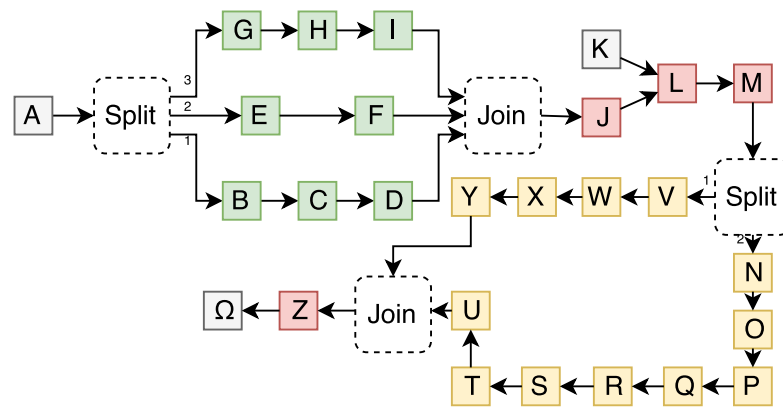 G H I
K
L M
3
A Split 2 E F Join J
1
B C D Y X W V 1 Split
2
N
Ω Z Join U
O
T S R Q P